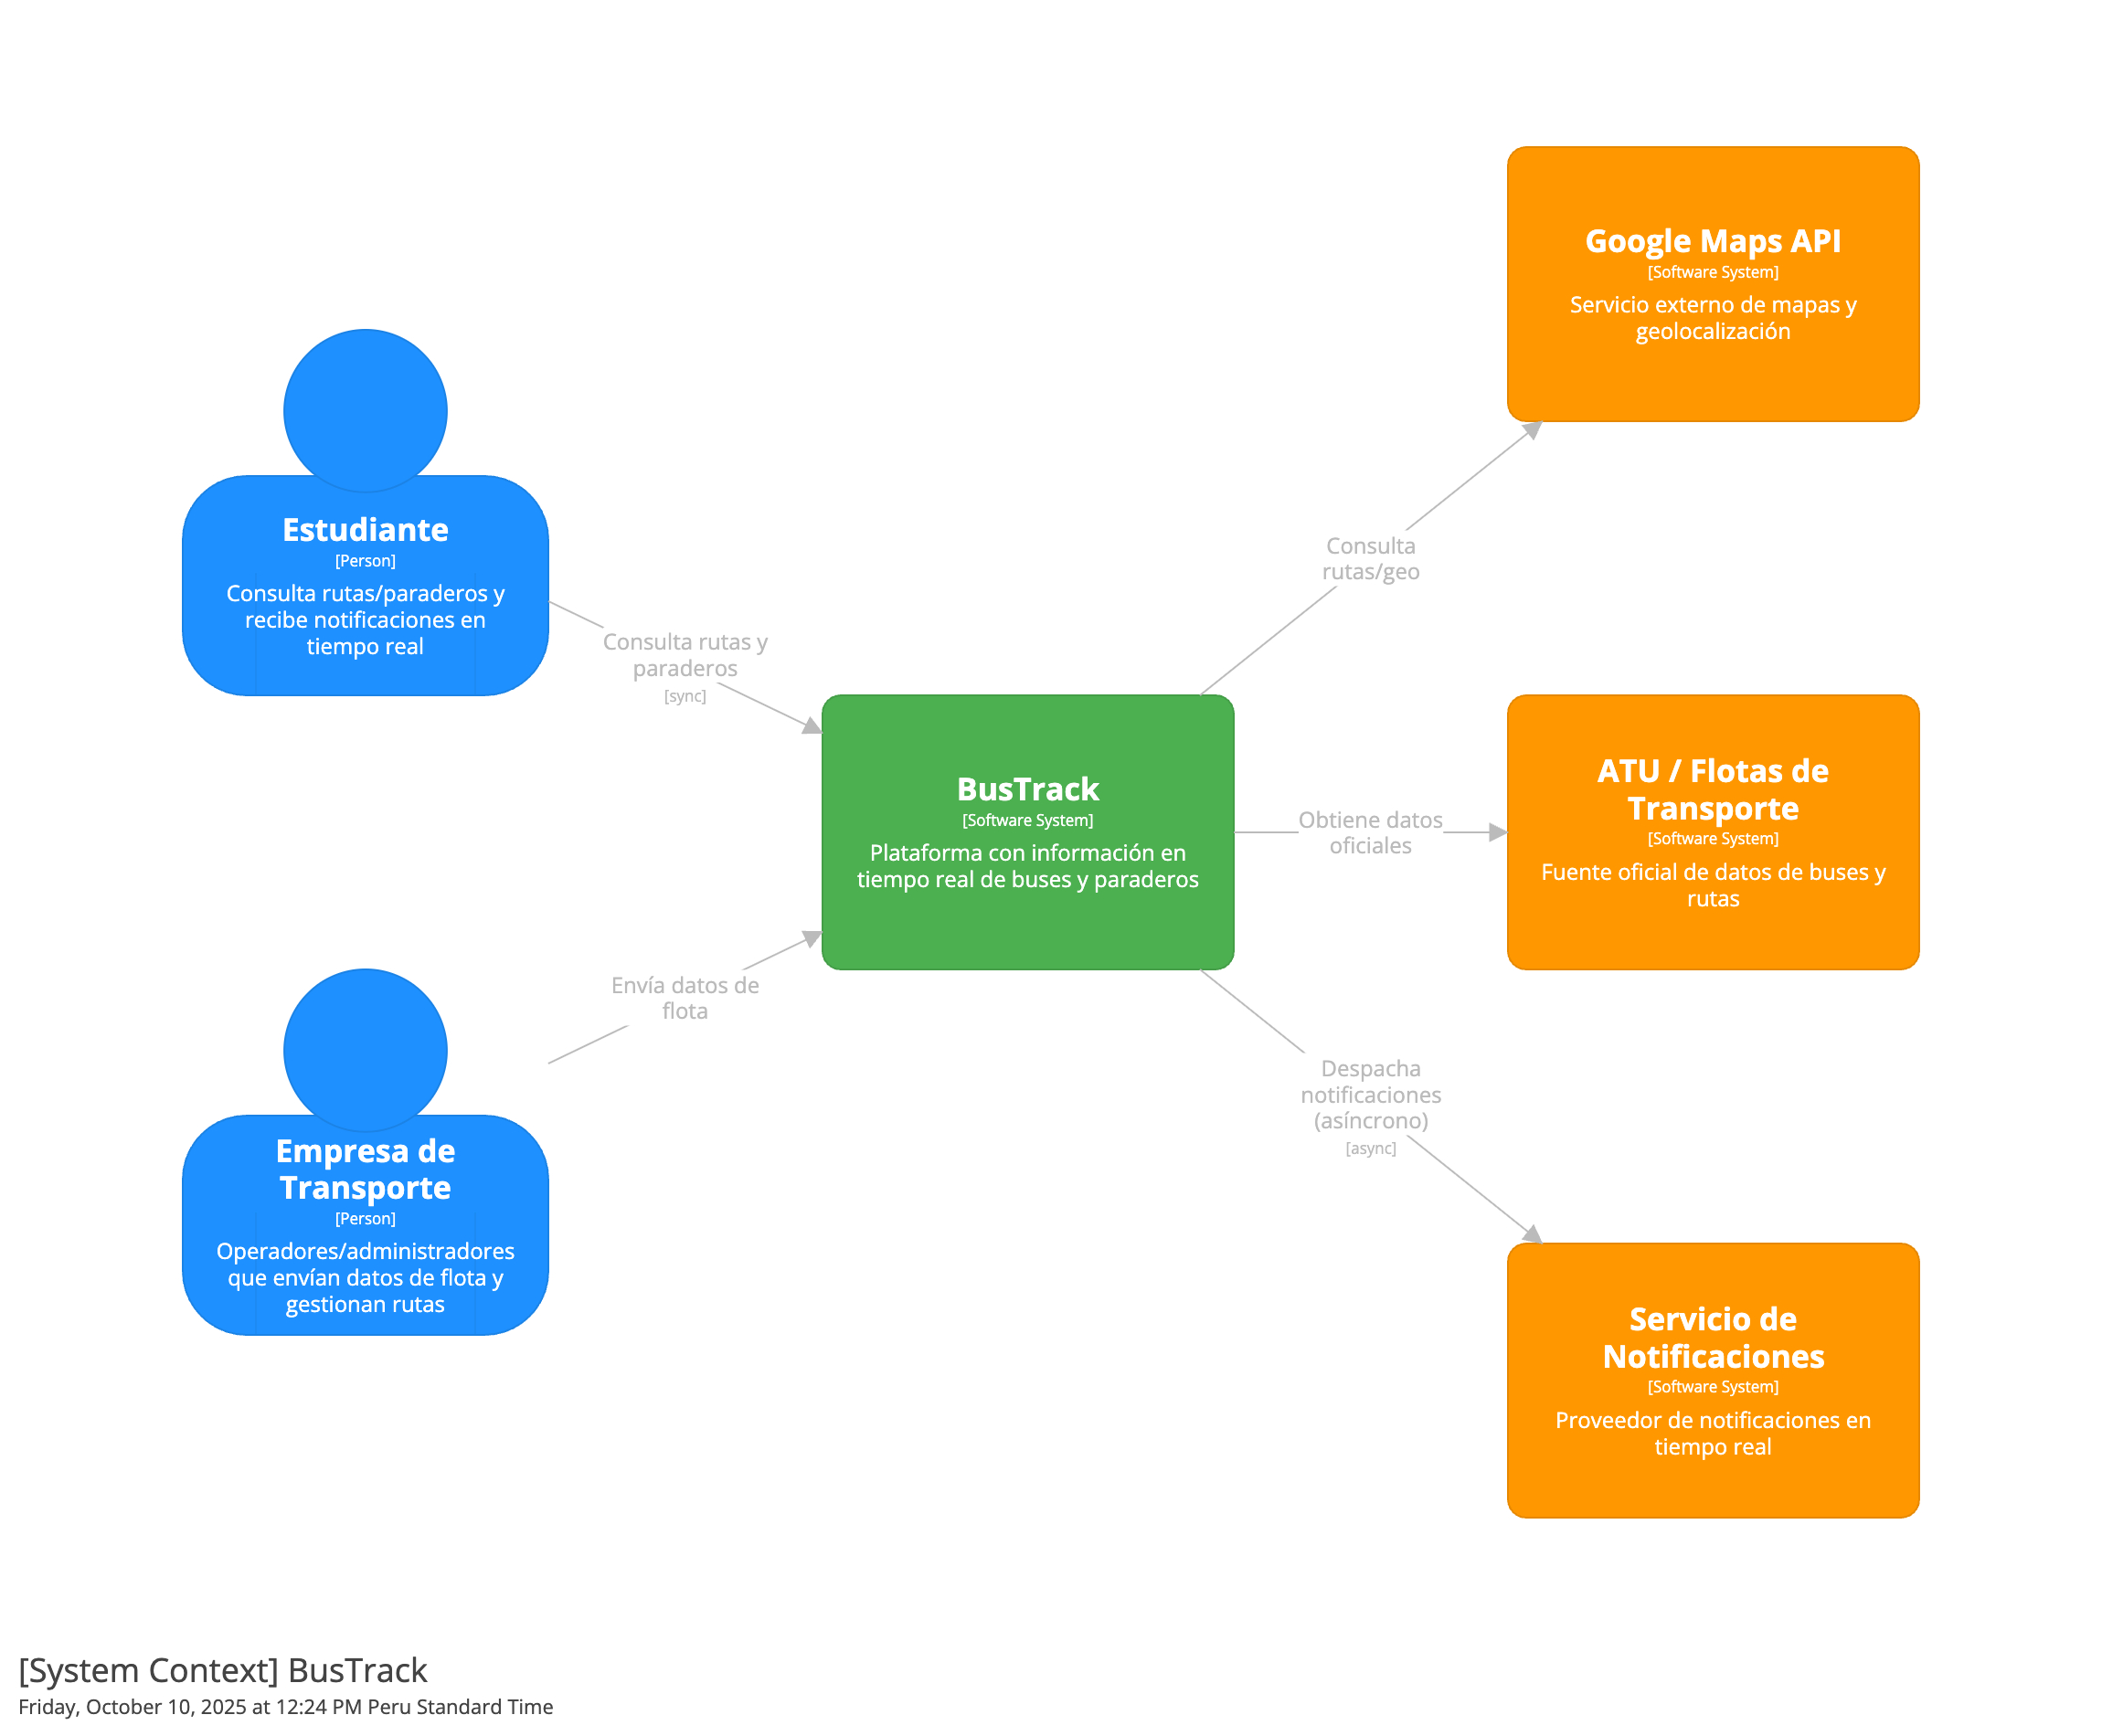 Estudiante
[Person]
Consulta rutas/paraderos y
recibe notificaciones en
tiempo real
Consulta rutas y
paraderos
[sync]
Empresa de
Transporte
[Person]
Operadores/administradores
que envían datos de flota y
gestionan rutas
Envía datos de
flota
BusTrack
[Software System]
Plataforma con información en
tiempo real de buses y paraderos
Consulta
rutas/geo
Google Maps API
[Software System]
Servicio externo de mapas y
geolocalización
Obtiene datos
oficiales
ATU / Flotas de
Transporte
[Software System]
Fuente oficial de datos de buses y
rutas
Despacha
notificaciones
(asíncrono)
[async]
Servicio de
Notificaciones
[Software System]
Proveedor de notificaciones en
tiempo real
[System Context] BusTrack
Friday, October 10, 2025 at 12:24 PM Peru Standard Time